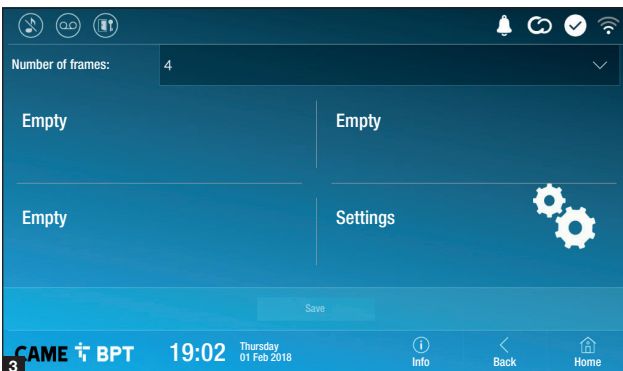 Number of frames: 4
Empty Empty
Empty Settings
Save
CAME BPT 19:02 Thursday
01 Feb 2018
Info Back Home
3